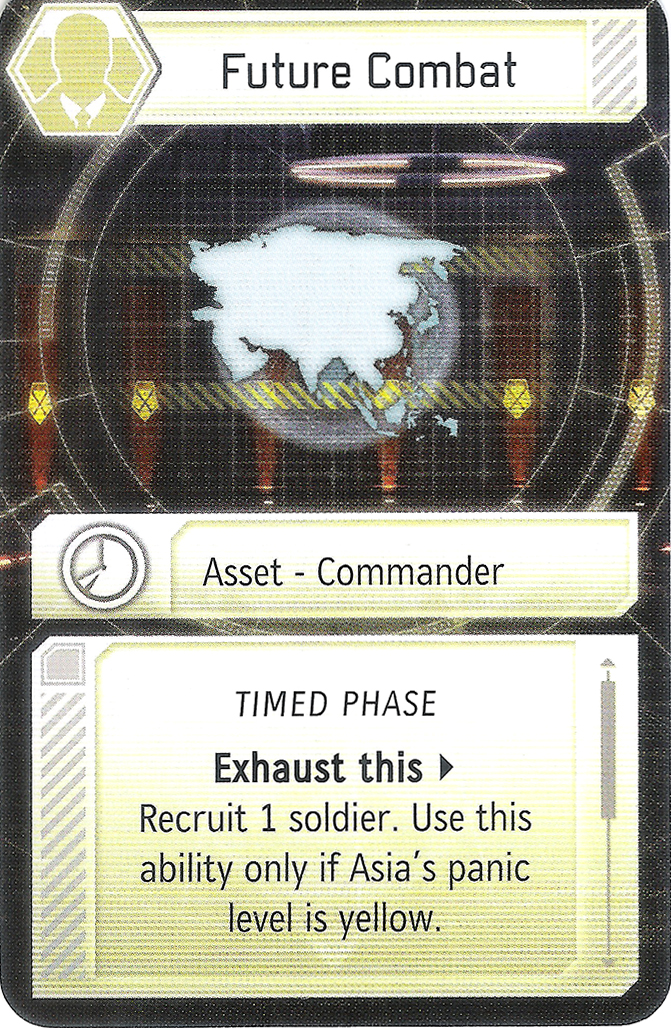 Future Combat
Asset - Commander
TIMED PHASE
Exhaust this ▶
Recruit 1 soldier. Use this
ability only if Asia's panic
level is yellow.